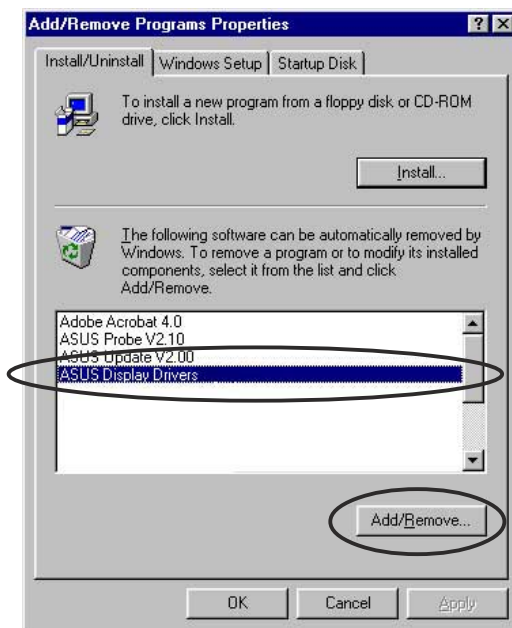 Add/Remove Programs Properties
Install/Uninstall Windows Setup Startup Disk
To install a new program from a floppy disk or CD-ROM
drive, click Install.
Install...
The following software can be automatically removed by
Windows. To remove a program or to modify its installed
components, select it from the list and click
Add/Remove.
Adobe Acrobat 4.0
ASUS Probe V2.10
ASUS Update V2.00
ASUS Display Drivers
Add/Remove...
OK Cancel Apply